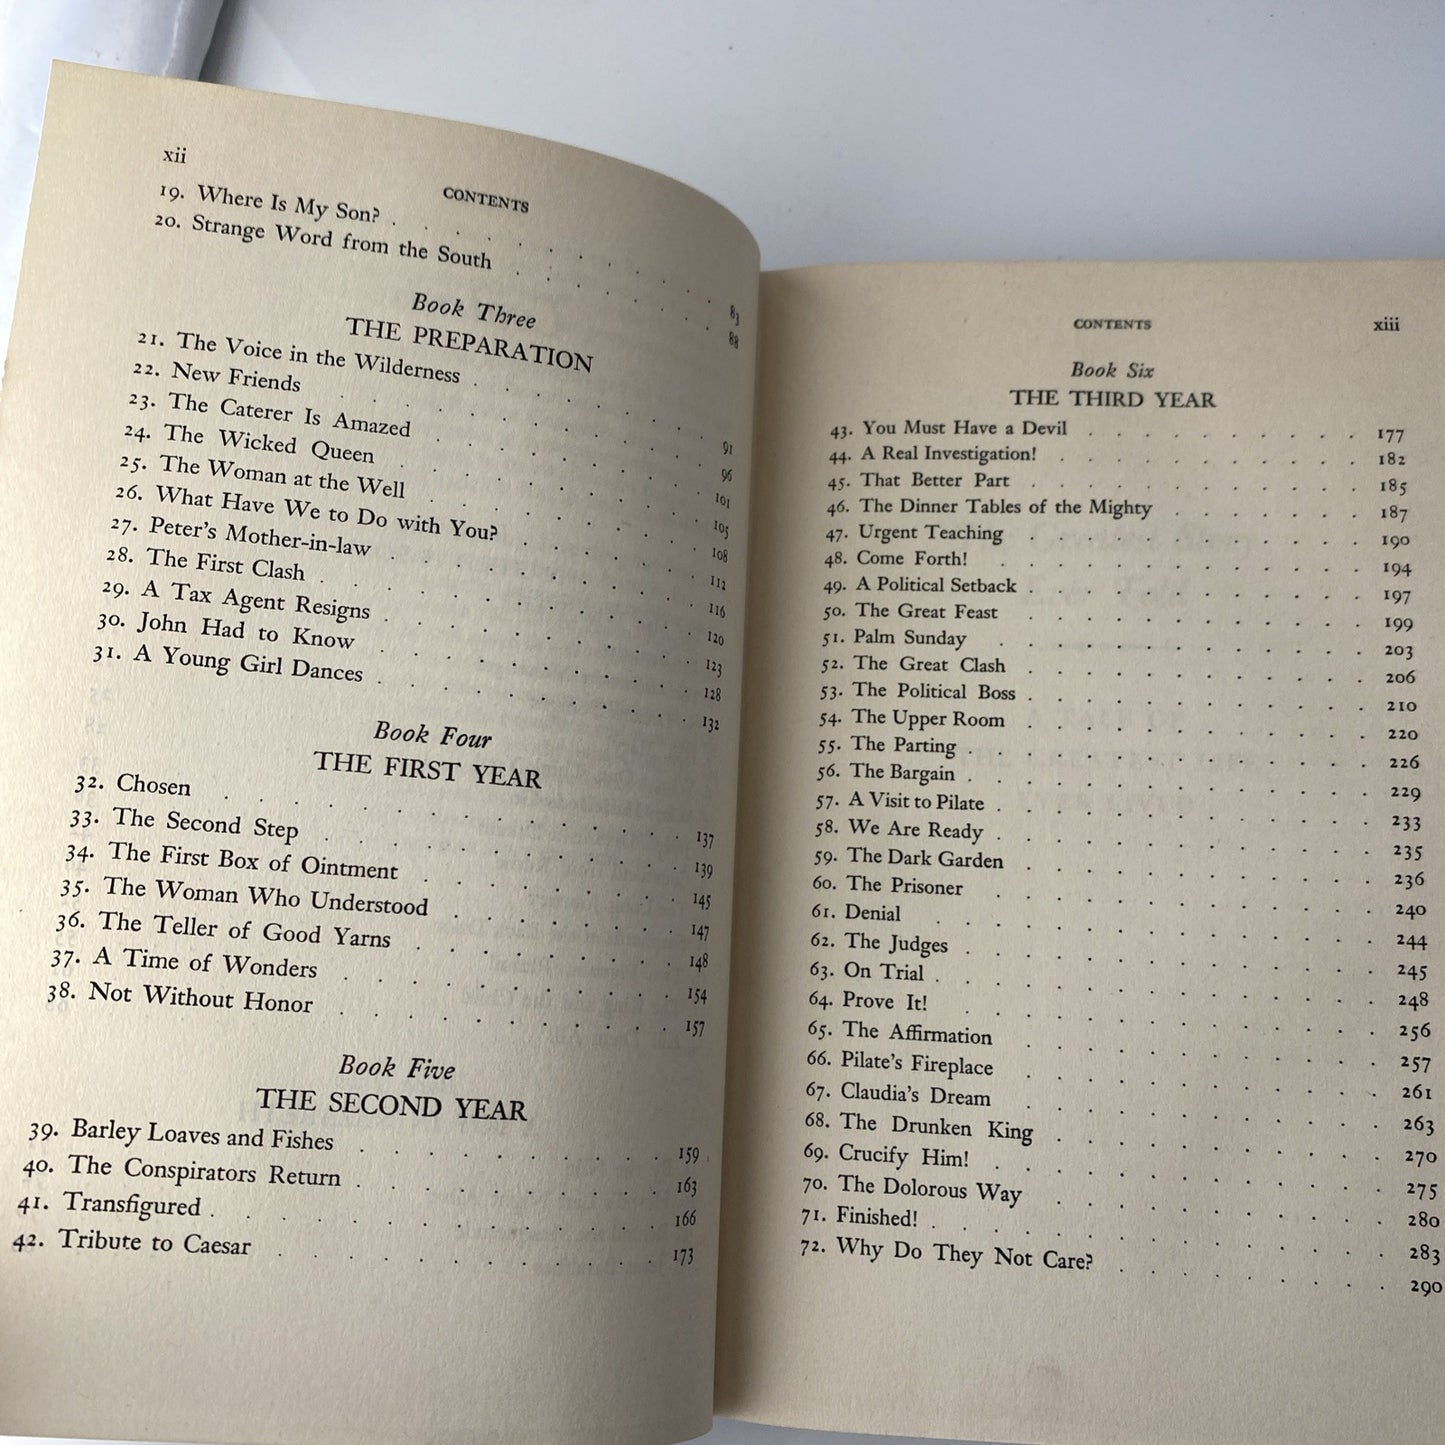 xii
CONTENTS
19. Where Is My Son? . . . . . . . . 83
20. Strange Word from the South . . . . . . 88
Book Three
THE PREPARATION
21. The Voice in the Wilderness . . . . . . . 91
22. New Friends . . . . . . . . . . 96
23. The Caterer Is Amazed . . . . . . . . 101
24. The Wicked Queen . . . . . . . . 105
25. The Woman at the Well . . . . . . . . 108
26. What Have We to Do with You? . . . . . . 112
27. Peter's Mother-in-law . . . . . . . . 116
28. The First Clash . . . . . . . . . 120
29. A Tax Agent Resigns . . . . . . . . 123
30. John Had to Know . . . . . . . . 128
31. A Young Girl Dances . . . . . . . . 132
Book Four
THE FIRST YEAR
32. Chosen . . . . . . . . . . . 137
33. The Second Step . . . . . . . . . 139
34. The First Box of Ointment . . . . . . . 145
35. The Woman Who Understood . . . . . . . 147
36. The Teller of Good Yarns . . . . . . . 148
37. A Time of Wonders . . . . . . . . 154
38. Not Without Honor . . . . . . . . 157
Book Five
THE SECOND YEAR
39. Barley Loaves and Fishes . . . . . . . . 159
40. The Conspirators Return . . . . . . . . 163
41. Transfigured . . . . . . . . . . . 166
42. Tribute to Caesar . . . . . . . . . . 173
CONTENTS
xiii
Book Six
THE THIRD YEAR
43. You Must Have a Devil . . . . . . . . . . 177
44. A Real Investigation! . . . . . . . . . . 182
45. That Better Part . . . . . . . . . . . 185
46. The Dinner Tables of the Mighty . . . . . . . 187
47. Urgent Teaching . . . . . . . . . . . 190
48. Come Forth! . . . . . . . . . . . 194
49. A Political Setback . . . . . . . . . . . 197
50. The Great Feast . . . . . . . . . . . 199
51. Palm Sunday . . . . . . . . . . . 203
52. The Great Clash . . . . . . . . . . . 206
53. The Political Boss . . . . . . . . . . . 210
54. The Upper Room . . . . . . . . . . . 220
55. The Parting . . . . . . . . . . . . 226
56. The Bargain . . . . . . . . . . . . 229
57. A Visit to Pilate . . . . . . . . . . . 233
58. We Are Ready . . . . . . . . . . . 235
59. The Dark Garden . . . . . . . . . . . 236
60. The Prisoner . . . . . . . . . . . 240
61. Denial . . . . . . . . . . . . 244
62. The Judges . . . . . . . . . . . . 245
63. On Trial . . . . . . . . . . . . 248
64. Prove It! . . . . . . . . . . . . 256
65. The Affirmation . . . . . . . . . . . 257
66. Pilate's Fireplace . . . . . . . . . . . 261
67. Claudia's Dream . . . . . . . . . . . 263
68. The Drunken King . . . . . . . . . . 270
69. Crucify Him! . . . . . . . . . . . 275
70. The Dolorous Way . . . . . . . . . . 280
71. Finished! . . . . . . . . . . . . 283
72. Why Do They Not Care? . . . . . . . . 290